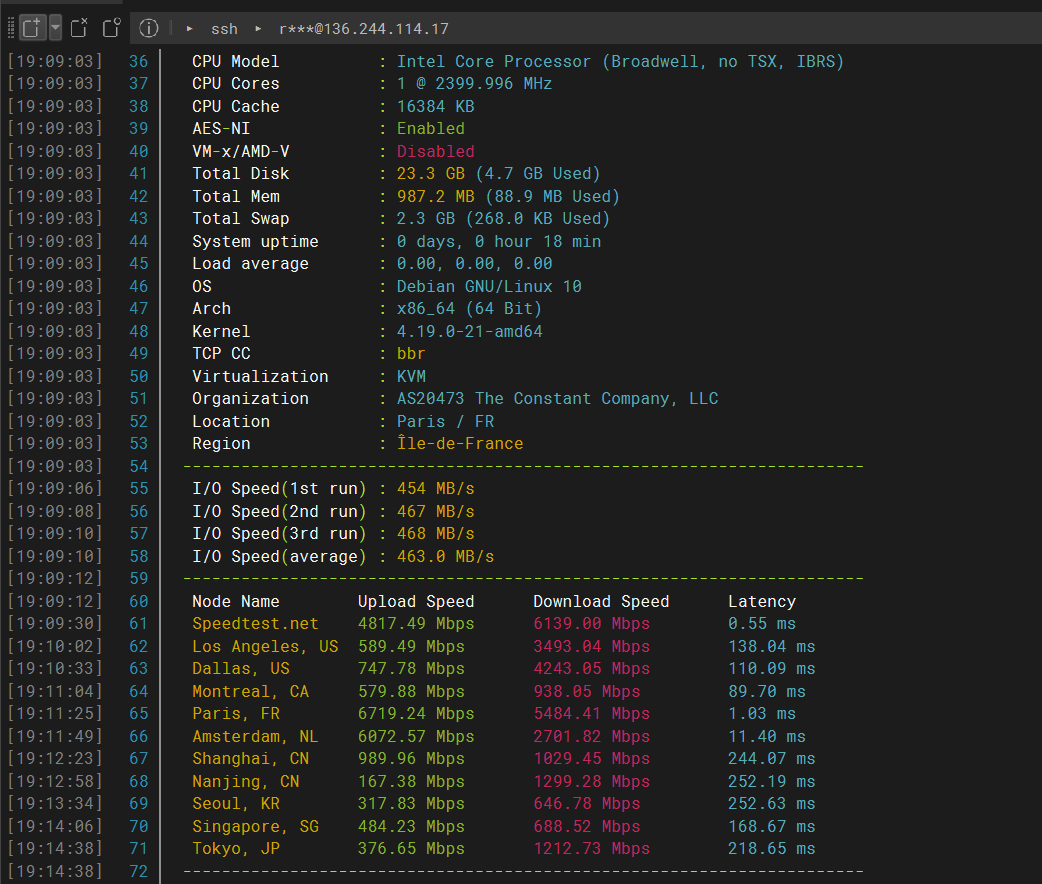 ▸ ssh ▸ r***@136.244.114.17
[19:09:03] 36 CPU Model : Intel Core Processor (Broadwell, no TSX, IBRS)
[19:09:03] 37 CPU Cores : 1 @ 2399.996 MHz
[19:09:03] 38 CPU Cache : 16384 KB
[19:09:03] 39 AES-NI : Enabled
[19:09:03] 40 VM-x/AMD-V : Disabled
[19:09:03] 41 Total Disk : 23.3 GB (4.7 GB Used)
[19:09:03] 42 Total Mem : 987.2 MB (88.9 MB Used)
[19:09:03] 43 Total Swap : 2.3 GB (268.0 KB Used)
[19:09:03] 44 System uptime : 0 days, 0 hour 18 min
[19:09:03] 45 Load average : 0.00, 0.00, 0.00
[19:09:03] 46 OS : Debian GNU/Linux 10
[19:09:03] 47 Arch : x86_64 (64 Bit)
[19:09:03] 48 Kernel : 4.19.0-21-amd64
[19:09:03] 49 TCP CC : bbr
[19:09:03] 50 Virtualization : KVM
[19:09:03] 51 Organization : AS20473 The Constant Company, LLC
[19:09:03] 52 Location : Paris / FR
[19:09:03] 53 Region : Île-de-France
[19:09:03] 54 ----------------------------------------------------------------------
[19:09:06] 55 I/O Speed(1st run) : 454 MB/s
[19:09:08] 56 I/O Speed(2nd run) : 467 MB/s
[19:09:10] 57 I/O Speed(3rd run) : 468 MB/s
[19:09:10] 58 I/O Speed(average) : 463.0 MB/s
[19:09:12] 59 ----------------------------------------------------------------------
[19:09:12] 60 Node Name Upload Speed Download Speed Latency
[19:09:30] 61 Speedtest.net 4817.49 Mbps 6139.00 Mbps 0.55 ms
[19:10:02] 62 Los Angeles, US 589.49 Mbps 3493.04 Mbps 138.04 ms
[19:10:33] 63 Dallas, US 747.78 Mbps 4243.05 Mbps 110.09 ms
[19:11:04] 64 Montreal, CA 579.88 Mbps 938.05 Mbps 89.70 ms
[19:11:25] 65 Paris, FR 6719.24 Mbps 5484.41 Mbps 1.03 ms
[19:11:49] 66 Amsterdam, NL 6072.57 Mbps 2701.82 Mbps 11.40 ms
[19:12:23] 67 Shanghai, CN 989.96 Mbps 1029.45 Mbps 244.07 ms
[19:12:58] 68 Nanjing, CN 167.38 Mbps 1299.28 Mbps 252.19 ms
[19:13:34] 69 Seoul, KR 317.83 Mbps 646.78 Mbps 252.63 ms
[19:14:06] 70 Singapore, SG 484.23 Mbps 688.52 Mbps 168.67 ms
[19:14:38] 71 Tokyo, JP 376.65 Mbps 1212.73 Mbps 218.65 ms
[19:14:38] 72 ----------------------------------------------------------------------